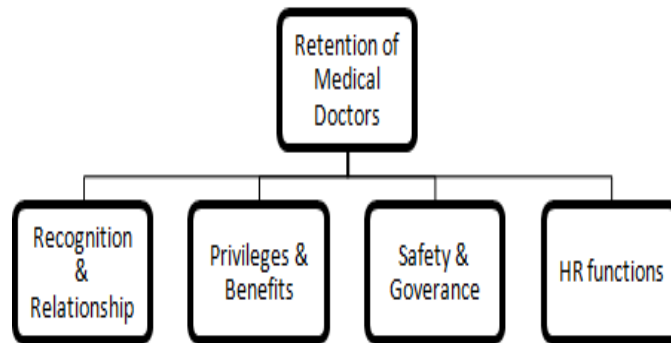 Retention of
Medical
Doctors
Recognition
&
Relationship
Privileges &
Benefits
Safety &
Goverance
HR functions